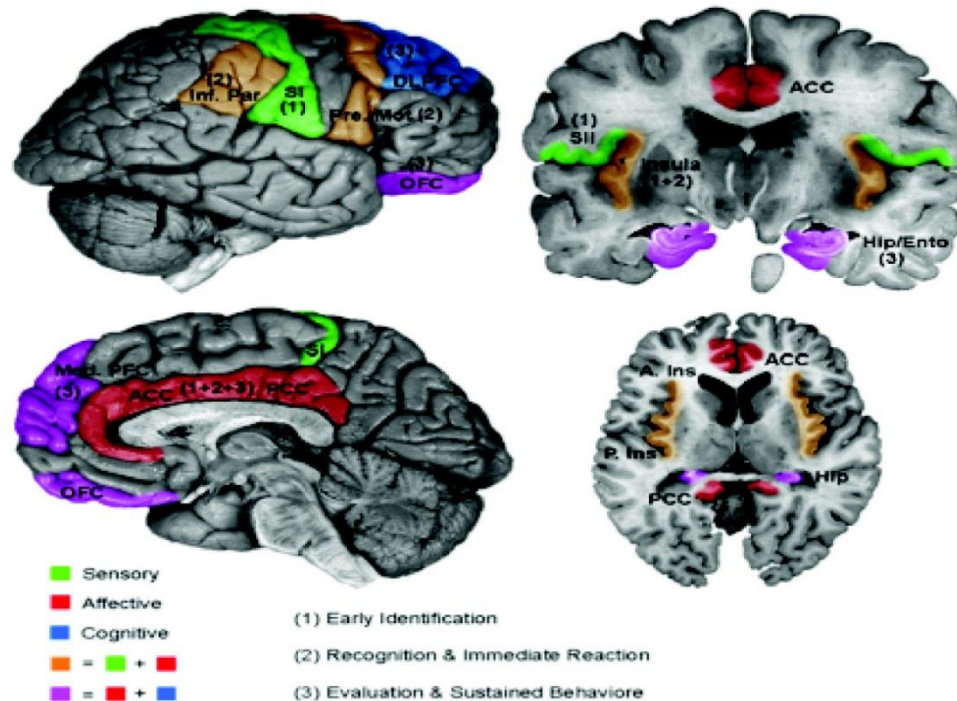 (3)
DLPFC
(2)
Inf. Par
SI
(1)
Pre. Mot. (2)
(3)
OFC
ACC
(1)
SII
Insula
(1+2)
Hip/Ento
(3)
SI
Med. PFC
(3)
ACC (1+2+3) PCC
OFC
ACC
A. Ins
P. Ins
Hip
PCC
Sensory
Affective
Cognitive
= +
= +
(1) Early Identification
(2) Recognition & Immediate Reaction
(3) Evaluation & Sustained Behaviore